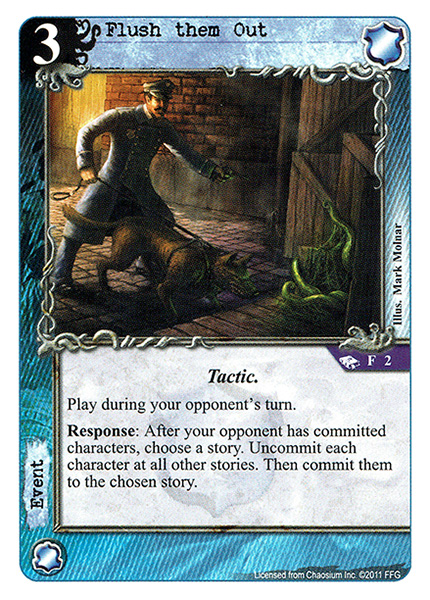 3
Flush them Out
Illus. Mark Molnar
F 2
Tactic.
Play during your opponent's turn.
Response: After your opponent has committed
characters, choose a story. Uncommit each
character at all other stories. Then commit them
to the chosen story.
Event
Licensed from Chaosium Inc. ©2011 FFG